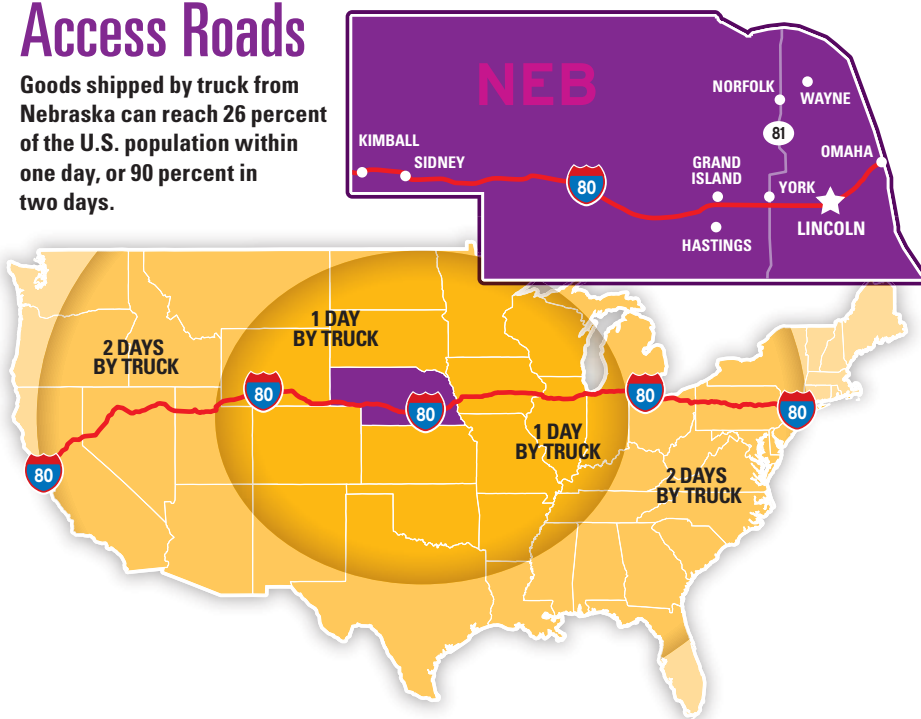 Access Roads
Goods shipped by truck from
Nebraska can reach 26 percent
of the U.S. population within
one day, or 90 percent in
two days.
NEB
NORFOLK
WAYNE
81
KIMBALL
SIDNEY
OMAHA
GRAND
ISLAND
80
YORK
LINCOLN
HASTINGS
1 DAY
BY TRUCK
2 DAYS
BY TRUCK
80
80
80
80
1 DAY
BY TRUCK
80
2 DAYS
BY TRUCK